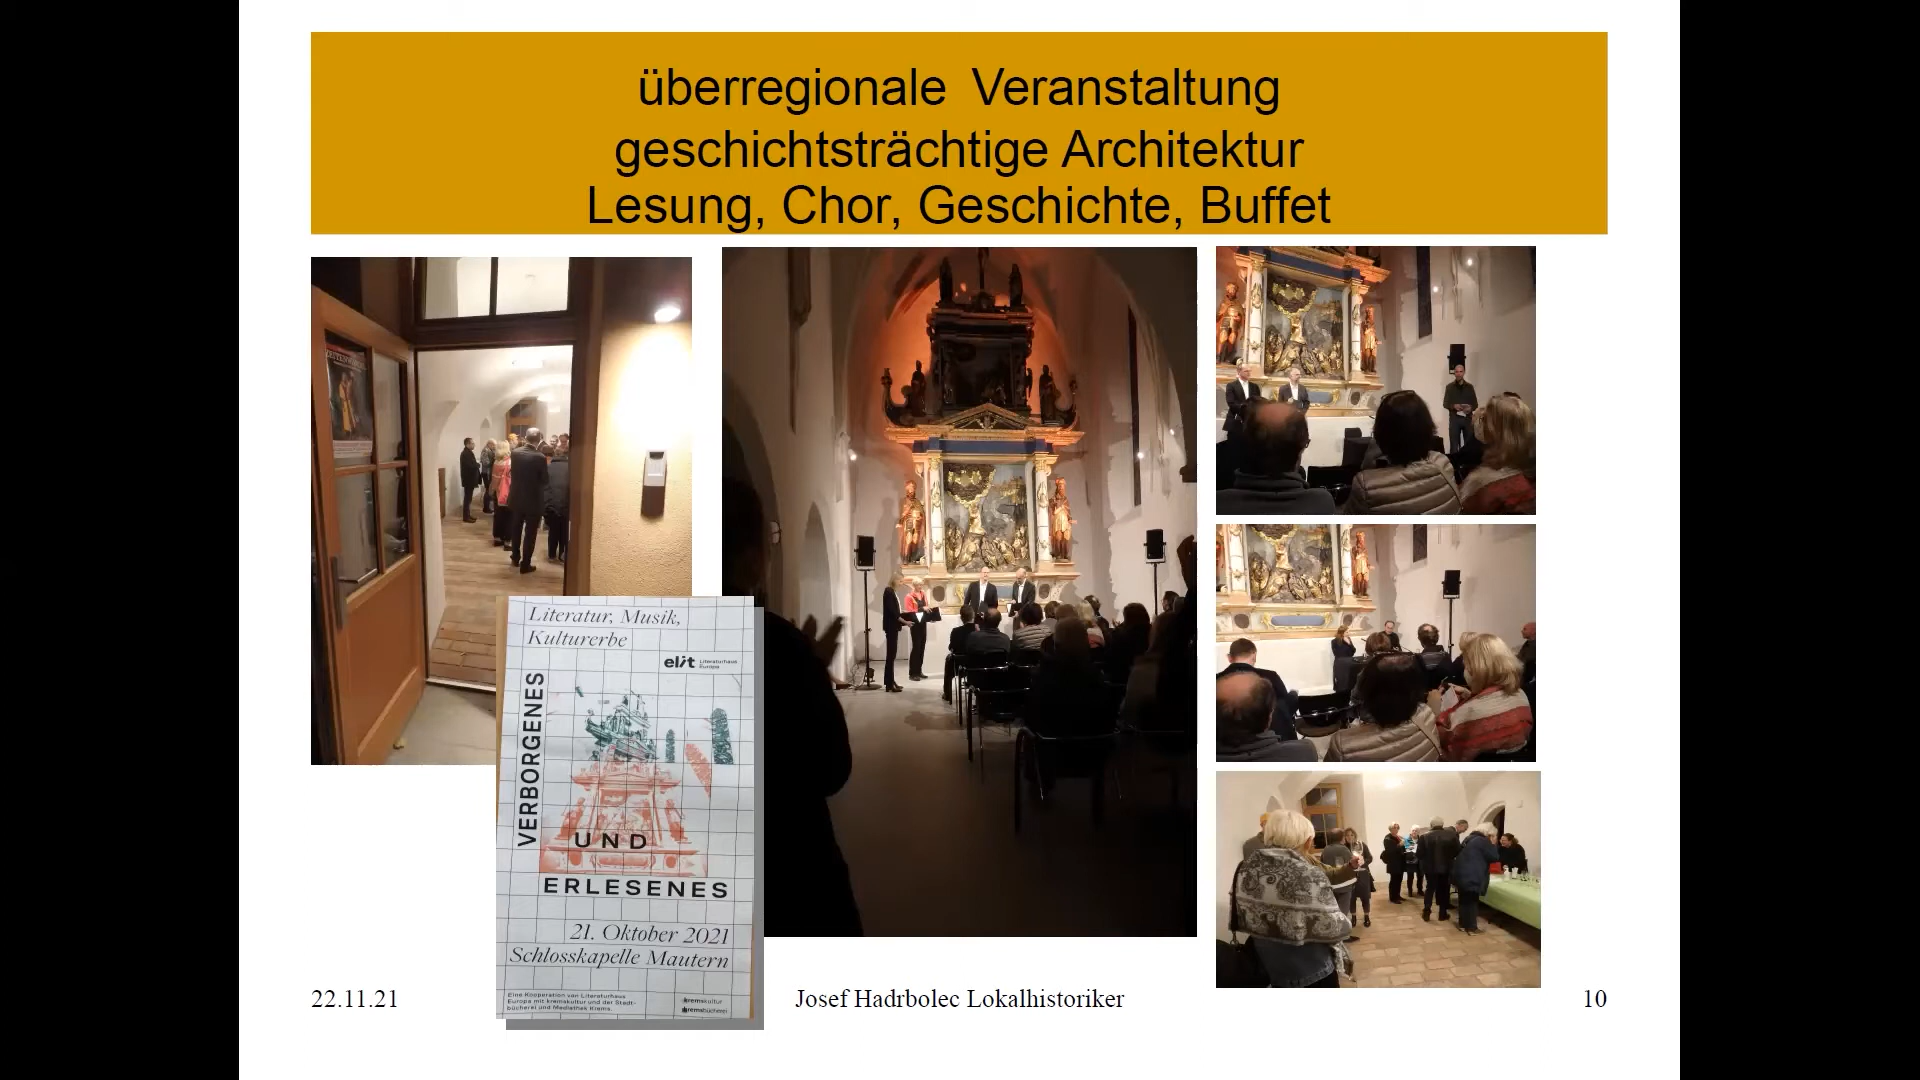 überregionale Veranstaltung
geschichtsträchtige Architektur
Lesung, Chor, Geschichte, Buffet
Literatur, Musik,
Kulturerbe
elit Literaturhaus
Europa
VERBORGENES
UND
ERLESENES
21. Oktober 2021
Schlosskapelle Mautern
Eine Kooperation von Literaturhaus
Europa mit kremskultur und der Stadt-
bücherei und Mediathek Krems.
kremskultur
kremsbücherei
22.11.21
Josef Hadrbolec Lokalhistoriker
10